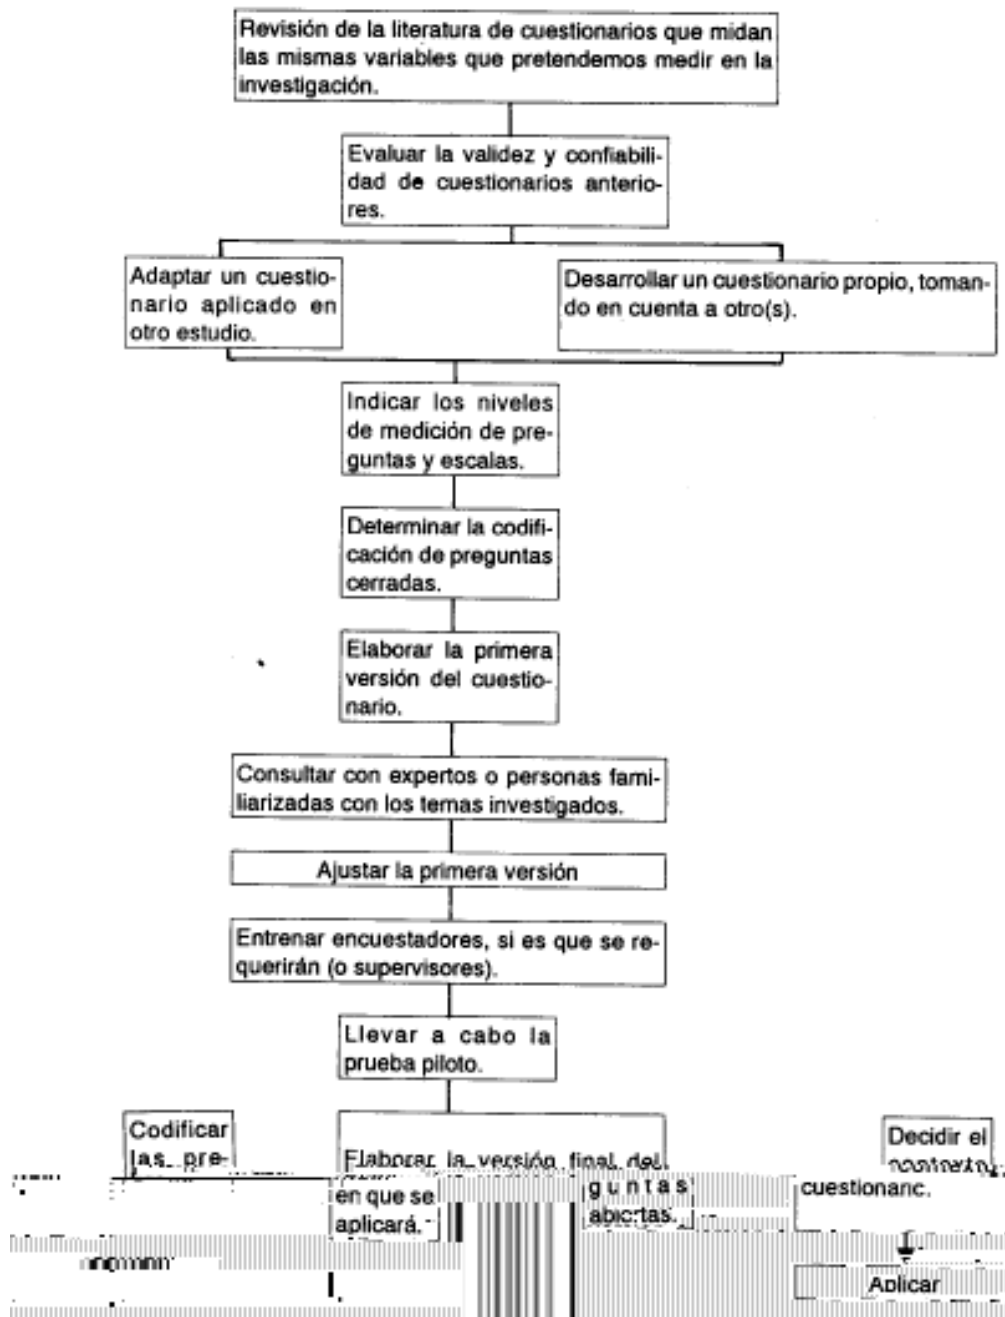 Revisión de la literatura de cuestionarios que midan
las mismas variables que pretendemos medir en la
investigación.
Evaluar la validez y confiabili-
dad de cuestionarios anterio-
res.
Adaptar un cuestio-
nario aplicado en
otro estudio.
Desarrollar un cuestionario propio, toman-
do en cuenta a otro(s).
Indicar los niveles
de medición de pre-
guntas y escalas.
Determinar la codifi-
cación de preguntas
cerradas.
Elaborar la primera
versión del cuestio-
nario.
Consultar con expertos o personas fami-
liarizadas con los temas investigados.
Ajustar la primera versión
Entrenar encuestadores, si es que se re-
querirán (o supervisores).
Llevar a cabo la
prueba piloto.
Codificar
las pre-
Elaborar la versión final del
Decidir el
en que se
aplicará.
guntas
abiertas.
cuestionario.
Aplicar